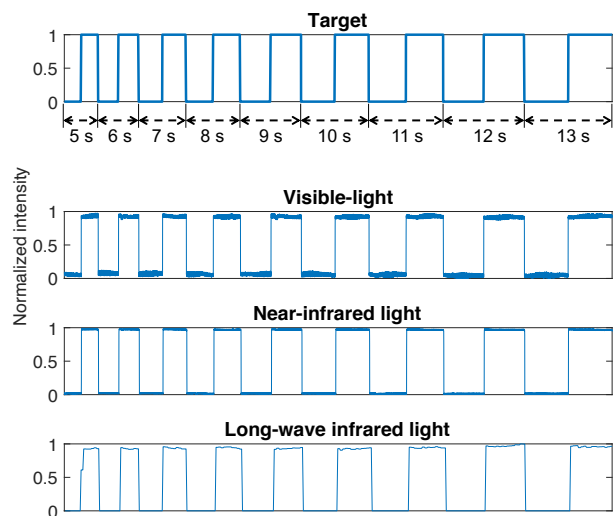 Target
1
0.5
0
5 s 6 s 7 s 8 s 9 s 10 s 11 s 12 s 13 s
Normalized intensity
Visible-light
1
0.5
0
Near-infrared light
1
0.5
0
Long-wave infrared light
1
0.5
0